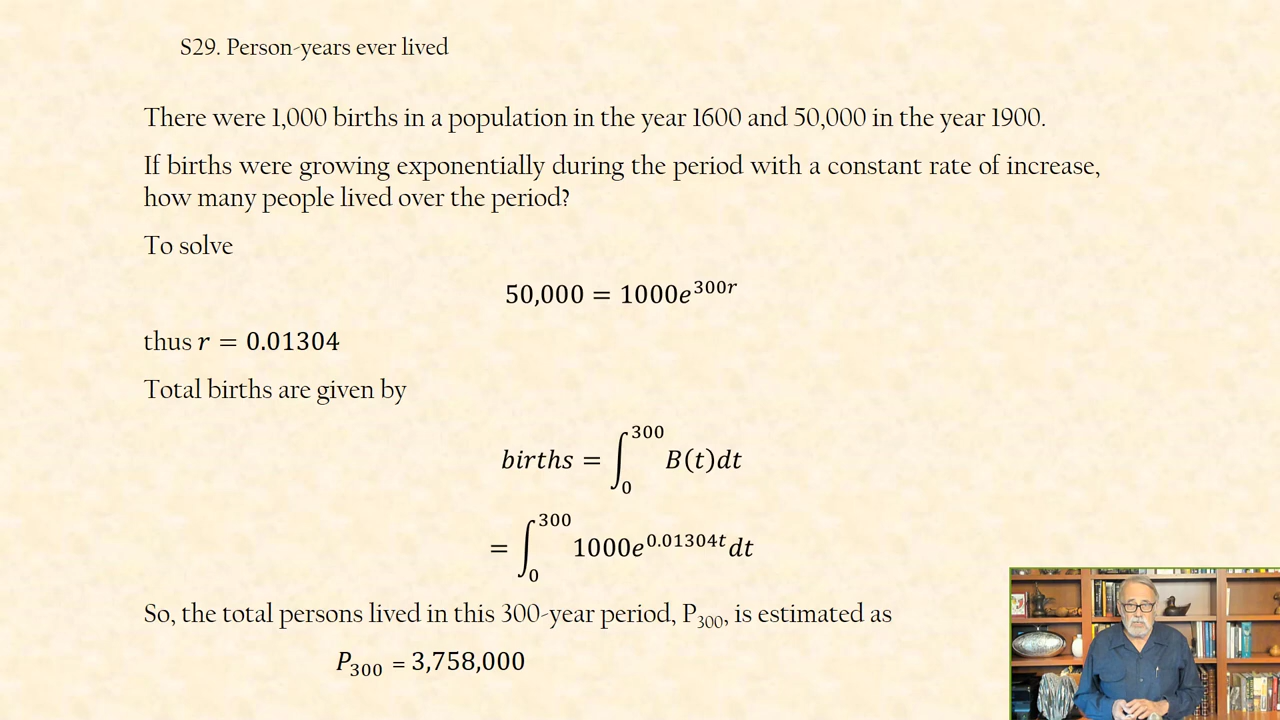 S29. Person-years ever lived
There were 1,000 births in a population in the year 1600 and 50,000 in the year 1900.
If births were growing exponentially during the period with a constant rate of increase,
how many people lived over the period?
To solve
50,000 = 1000e^{300r}
thus r = 0.01304
Total births are given by
births = ∫_0^{300} B(t)dt
= ∫_0^{300} 1000e^{0.01304t} dt
So, the total persons lived in this 300-year period, P_{300}, is estimated as
P_{300} = 3,758,000